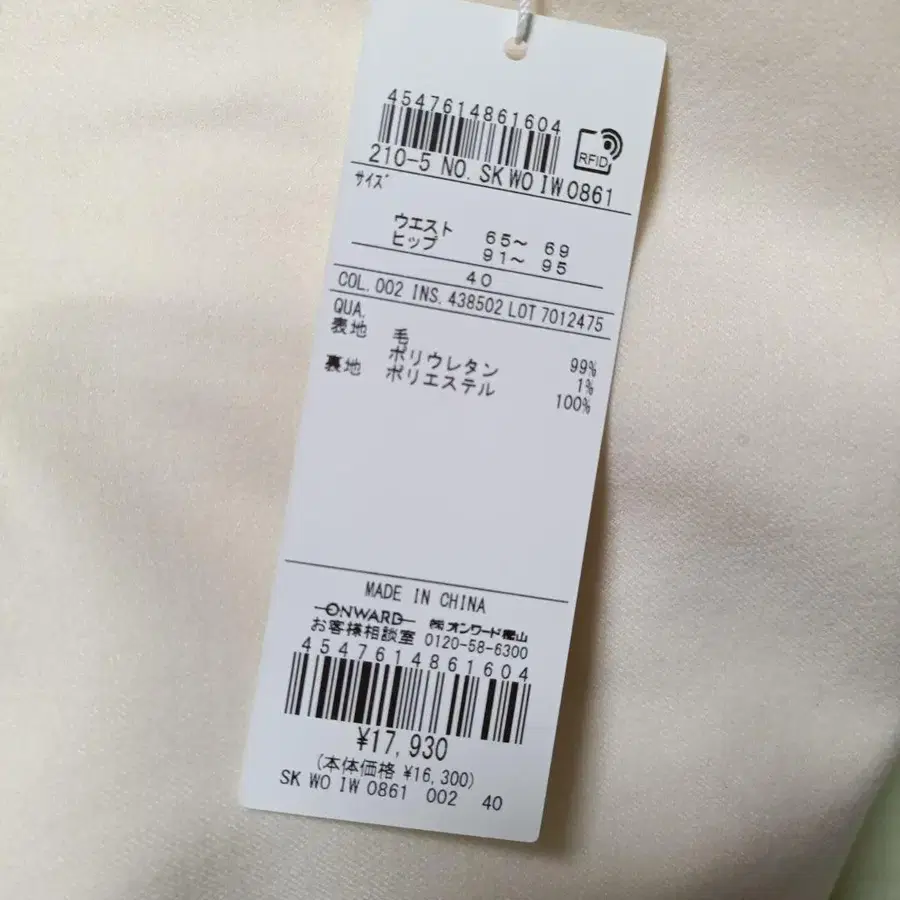 4547614861604
RFID
210-5 NO. SKWOIW0861
サイズ
ウエスト 65～ 69
ヒップ 91～ 95
40
COL. 002 INS. 438502 LOT 7012475
QUA.
表地 毛 99%
ポリウレタン 1%
裏地 ポリエステル 100%
MADE IN CHINA
ONWARD ㈱オンワード樫山
お客様相談室 0120-58-6300
4547614861604
¥17,930
(本体価格 ¥16,300)
SK WO IW 0861 002 40